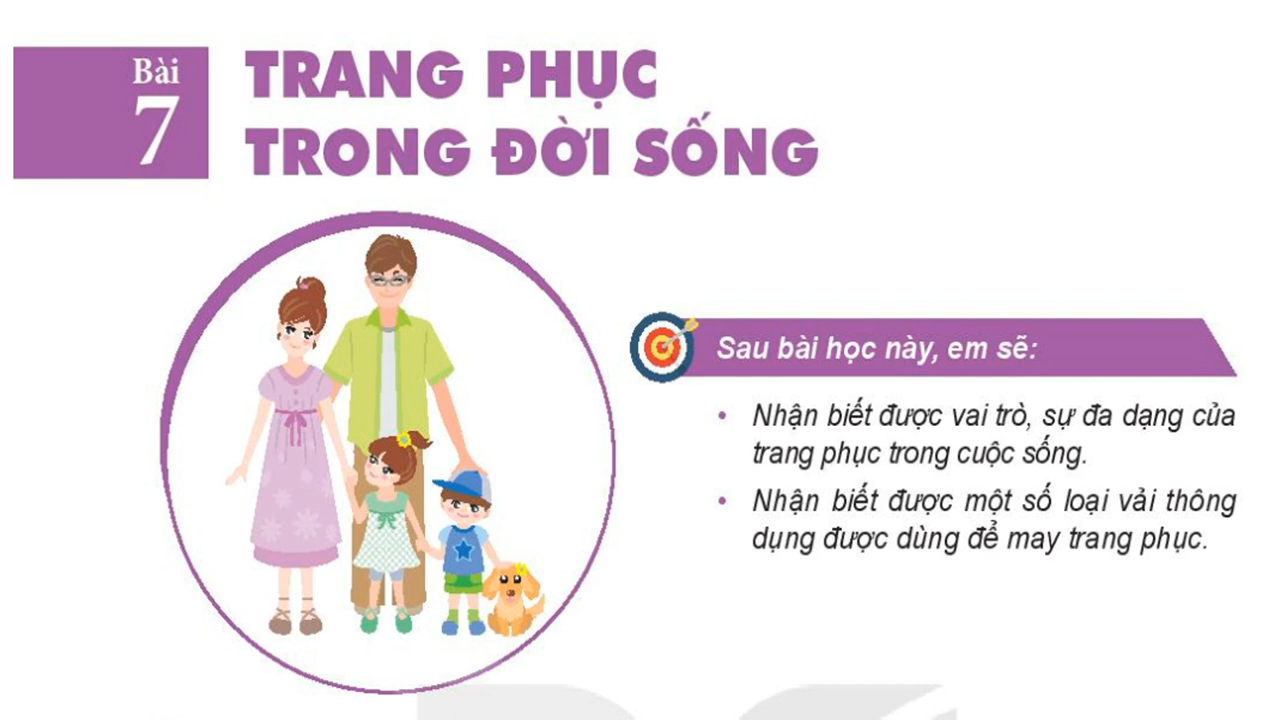 Bài
7
TRANG PHỤC
TRONG ĐỜI SỐNG
Sau bài học này, em sẽ:
• Nhận biết được vai trò, sự đa dạng của
trang phục trong cuộc sống.
• Nhận biết được một số loại vải thông
dụng được dùng để may trang phục.